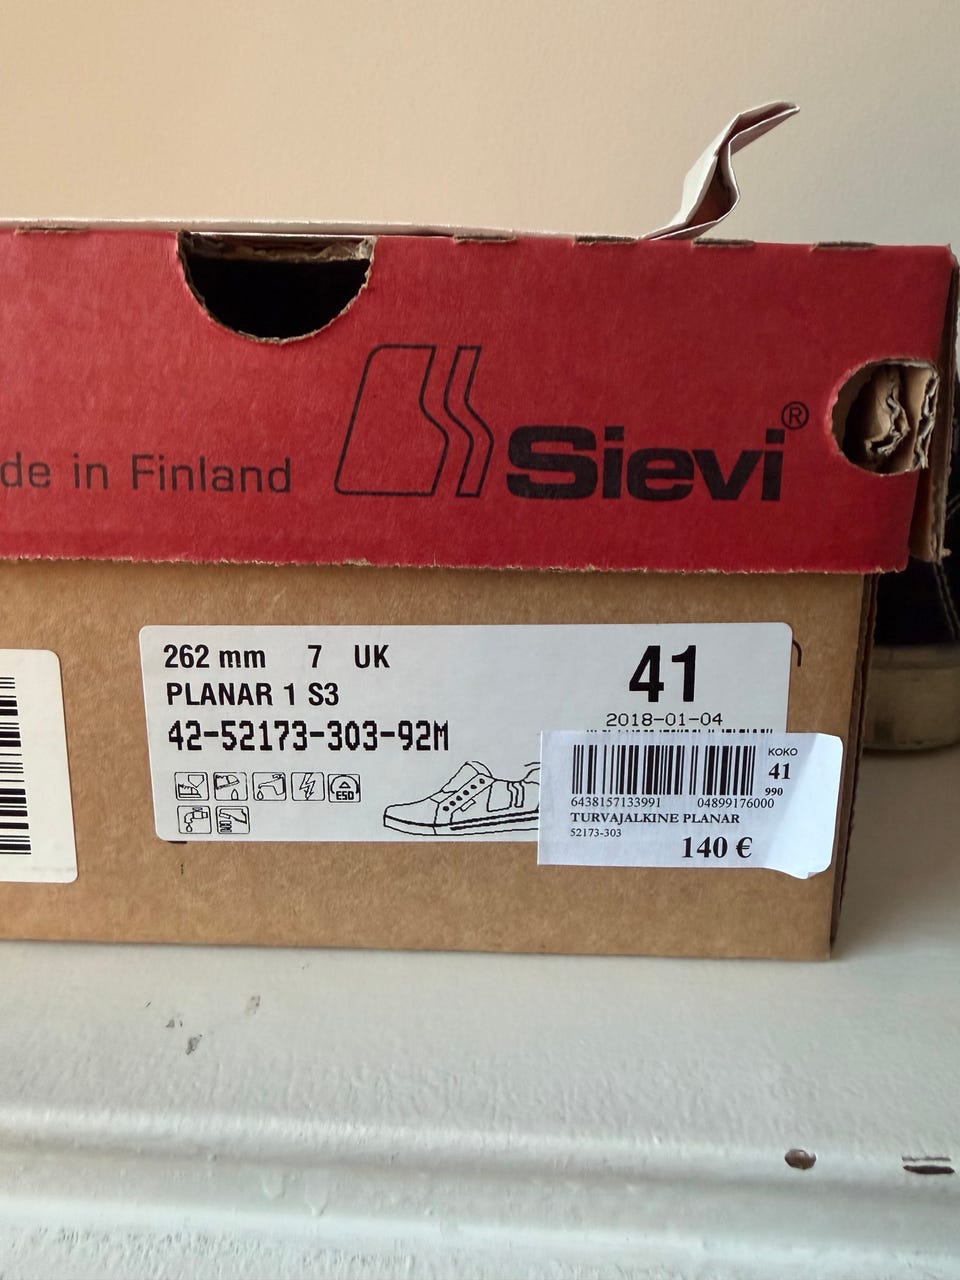 de in Finland
Sievi®
262 mm 7 UK
PLANAR 1 S3
42-52173-303-92M
41
2018-01-04
ESD
KOKO
41
990
6438157133991 04899176000
TURVAJALKINE PLANAR
52173-303
140 €